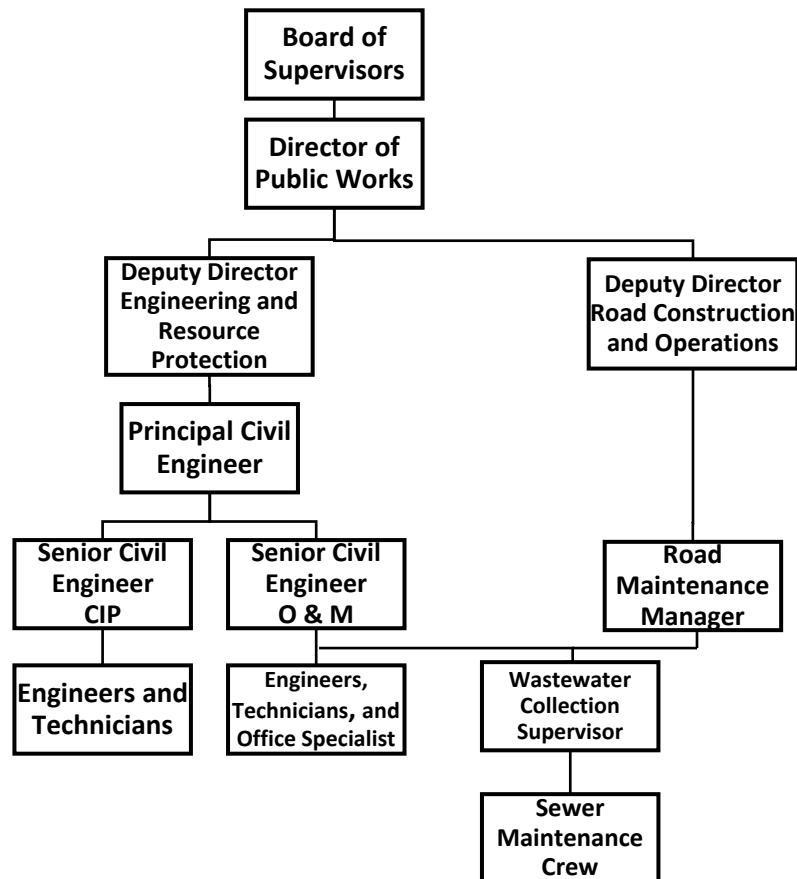 Board of
Supervisors
Director of
Public Works
Deputy Director
Engineering and
Resource
Protection
Deputy Director
Road Construction
and Operations
Principal Civil
Engineer
Senior Civil
Engineer
CIP
Senior Civil
Engineer
O & M
Road
Maintenance
Manager
Engineers and
Technicians
Engineers,
Technicians, and
Office Specialist
Wastewater
Collection
Supervisor
Sewer
Maintenance
Crew